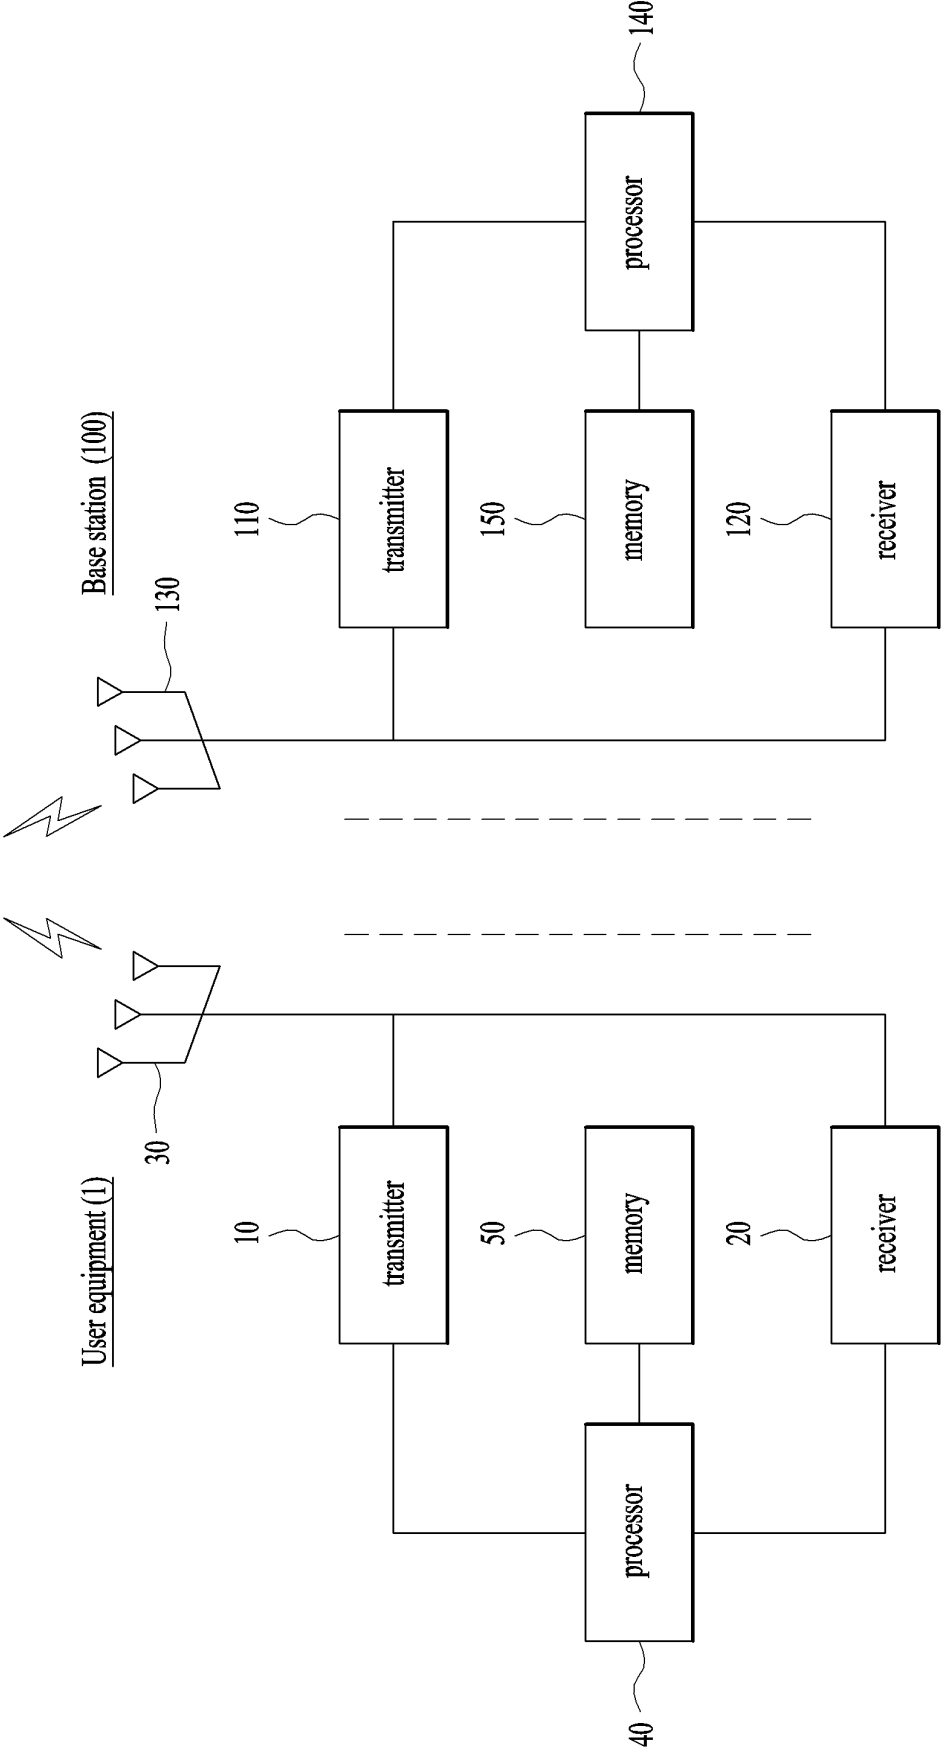 User equipment (1)
Base station (100)
30
130
10
transmitter
110
transmitter
40
processor
50
memory
150
memory
processor
140
20
receiver
120
receiver